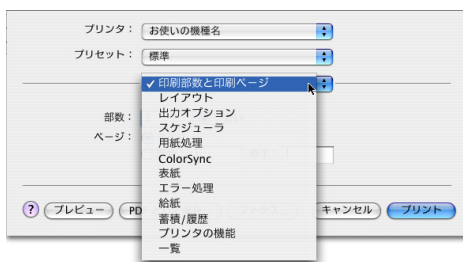 プリンタ： お使いの機種名
プリセット： 標準
✓印刷部数と印刷ページ
レイアウト
部数： 出力オプション
スケジューラ
ページ： 用紙処理
ColorSync
表紙
エラー処理
給紙
? プレビュー PD キャンセル プリント
蓄積/履歴
プリンタの機能
一覧